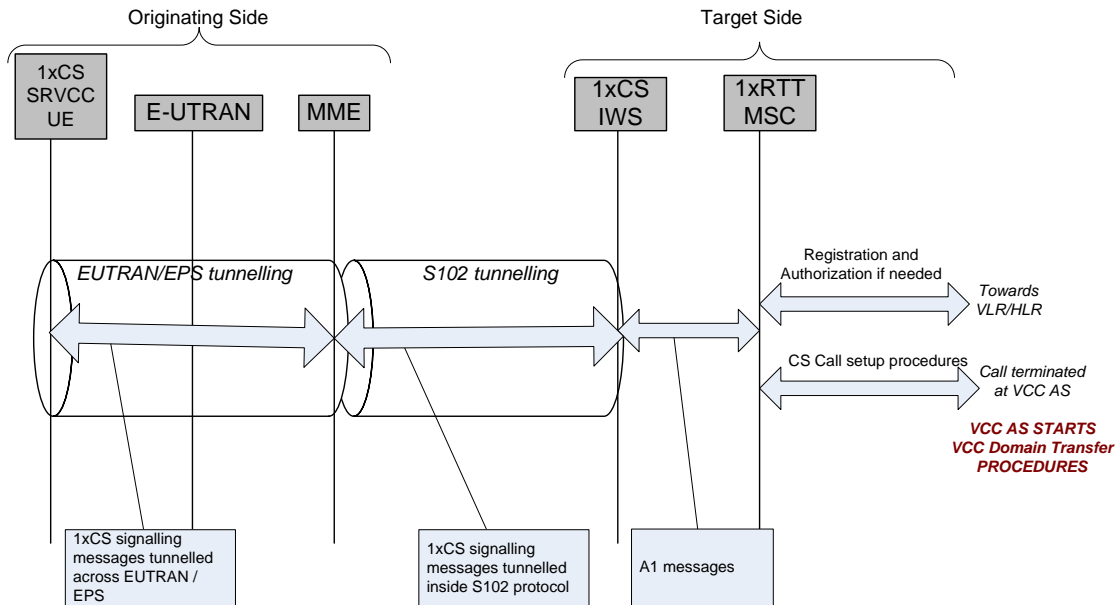 Originating Side
Target Side
1xCS
SRVCC
UE
E-UTRAN
MME
1xCS
IWS
1xRTT
MSC
EUTRAN/EPS tunnelling
S102 tunnelling
Registration and
Authorization if needed
Towards
VLR/HLR
CS Call setup procedures
Call terminated
at VCC AS
VCC AS STARTS
VCC Domain Transfer
PROCEDURES
1xCS signalling
messages tunnelled
across EUTRAN /
EPS
1xCS signalling
messages tunnelled
inside S102 protocol
A1 messages